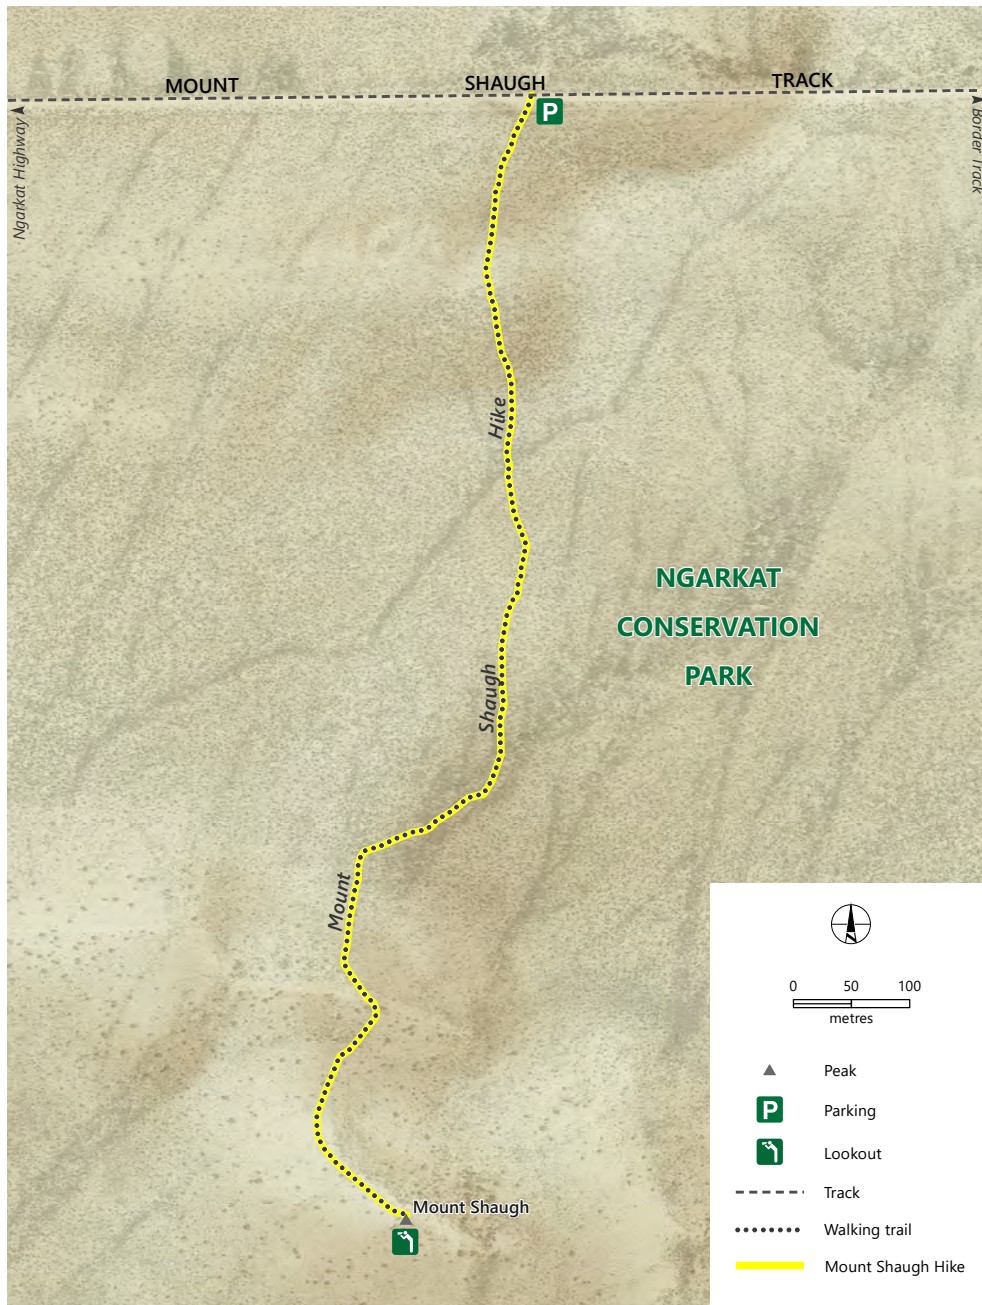 MOUNT SHAUGH TRACK
P
Ngarkat Highway
Border Track
Hike
NGARKAT
CONSERVATION
PARK
Shaugh
Mount
Mount Shaugh
N
0 50 100
metres
Peak
P Parking
Lookout
Track
Walking trail
Mount Shaugh Hike